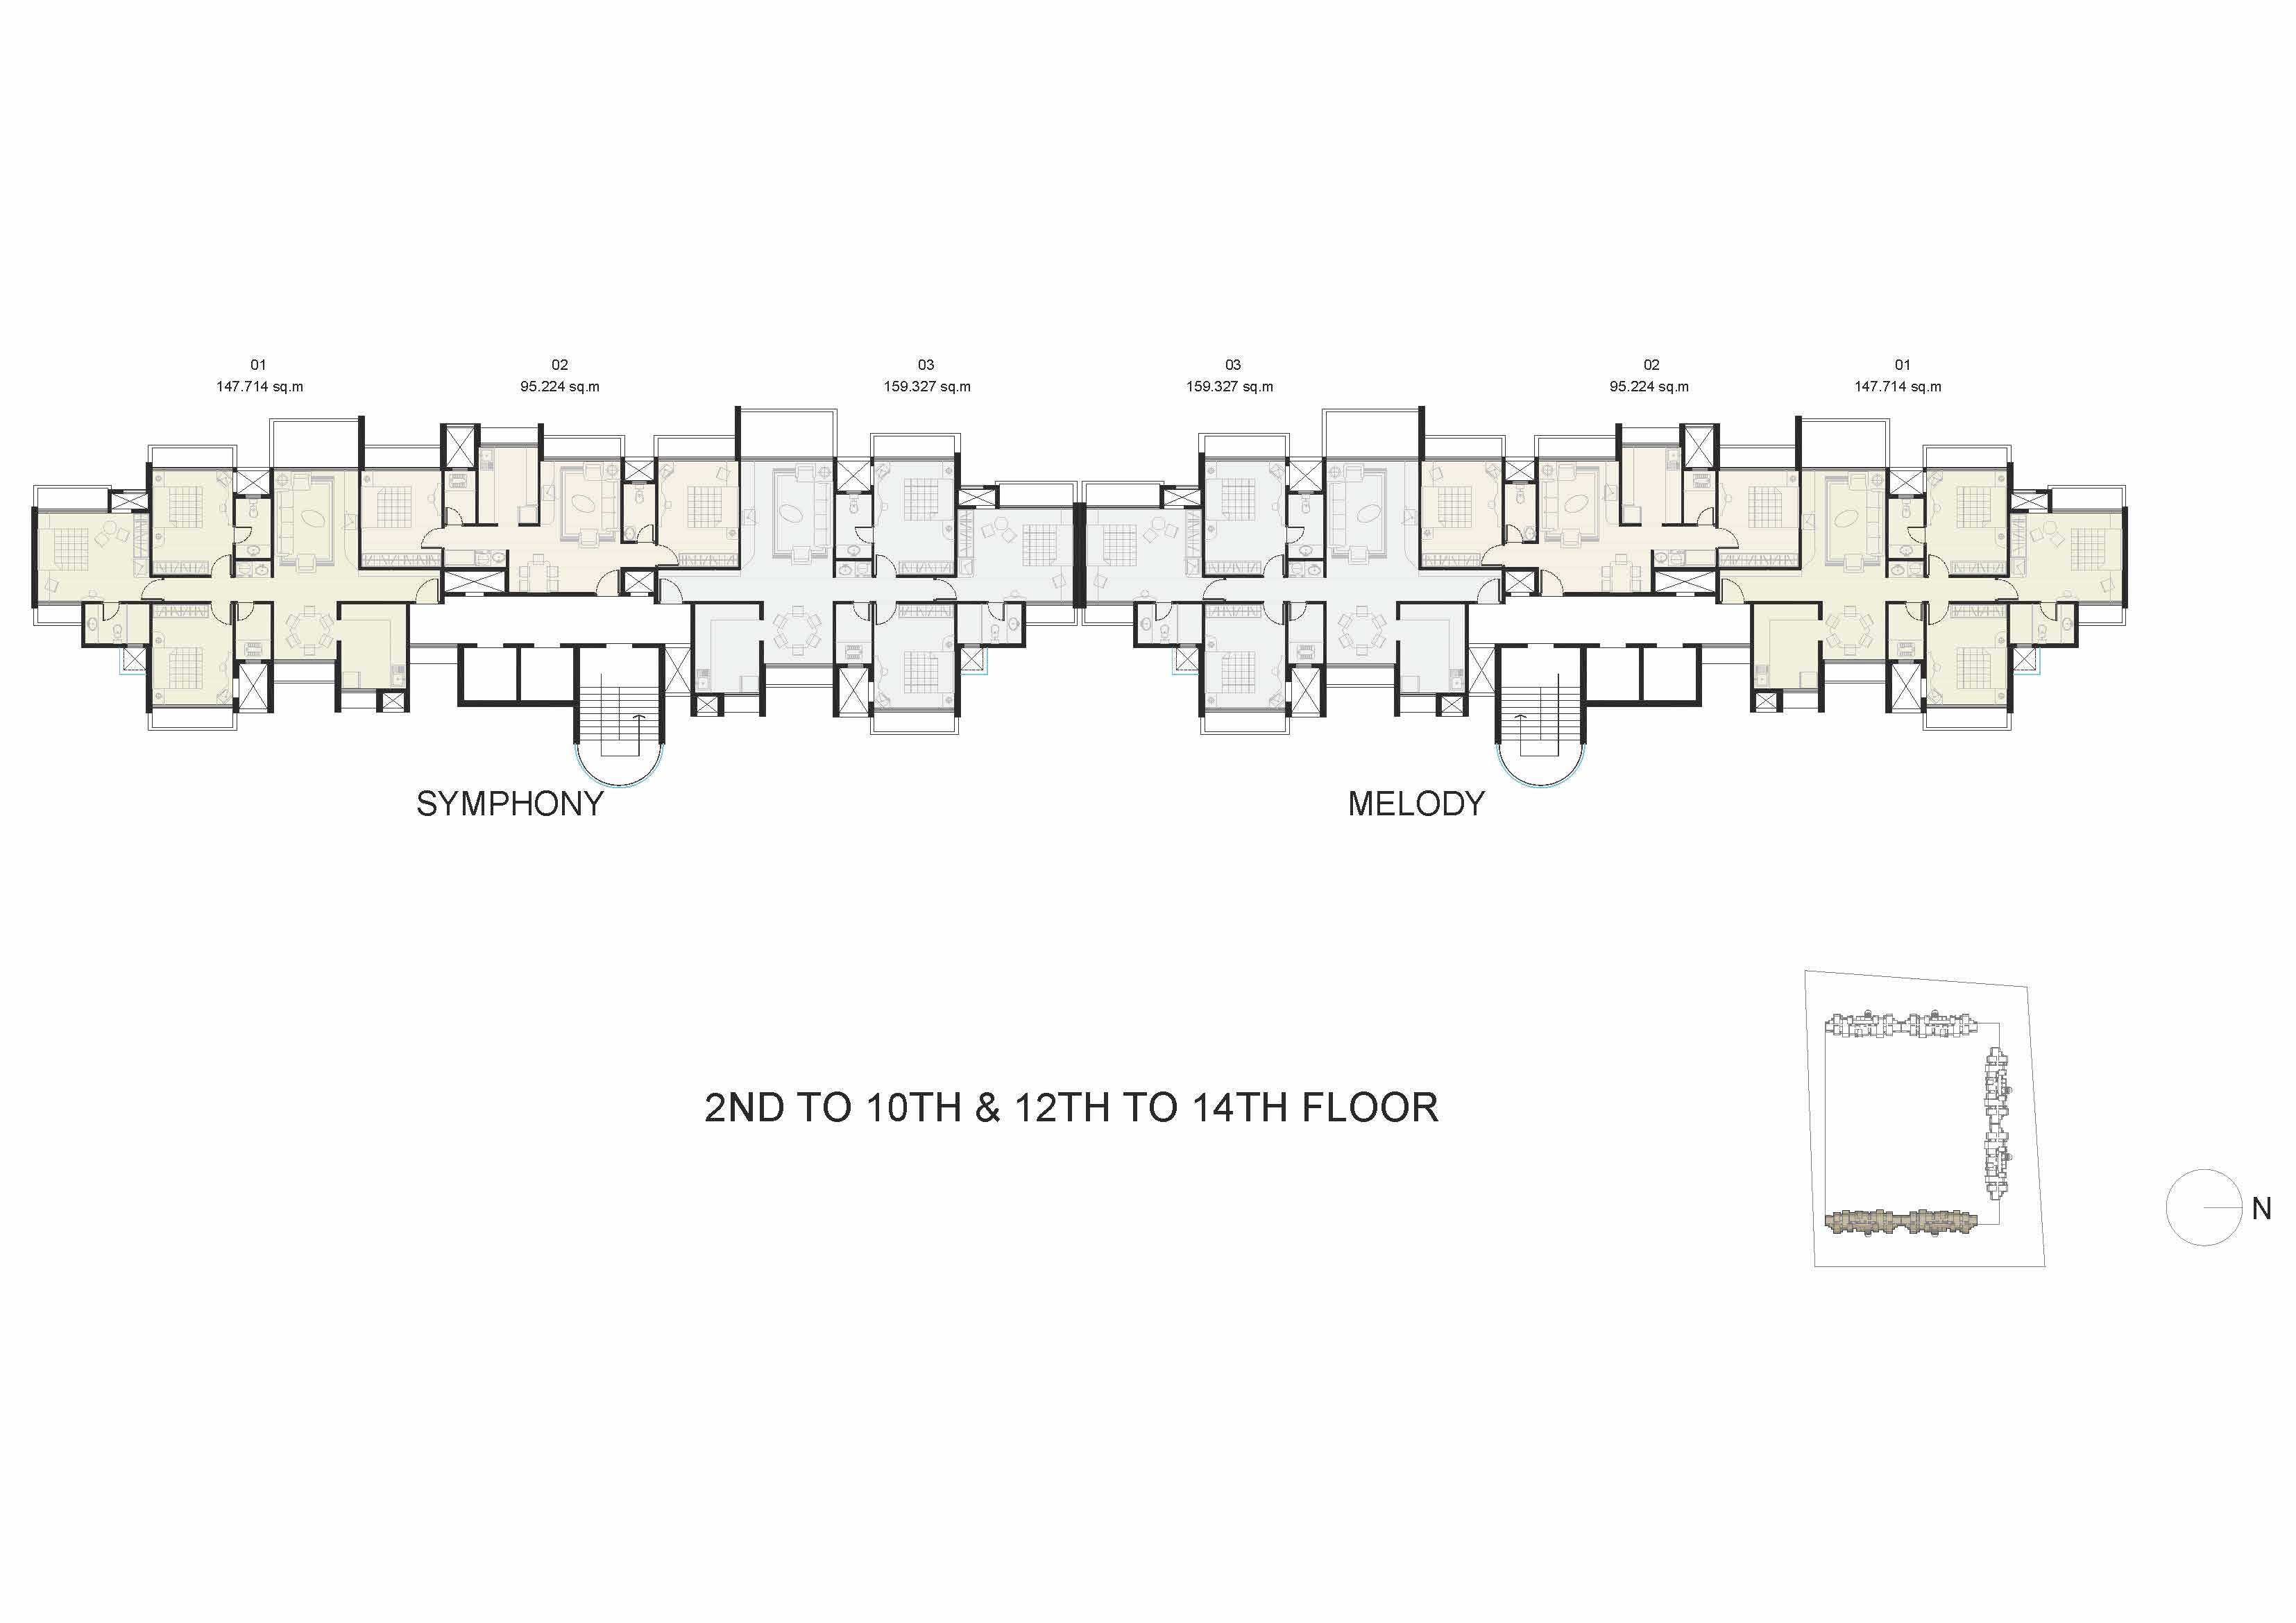 01 02 03 03 02 01
147.714 sq.m 95.224 sq.m 159.327 sq.m 159.327 sq.m 95.224 sq.m 147.714 sq.m
SYMPHONY MELODY
2ND TO 10TH & 12TH TO 14TH FLOOR
N